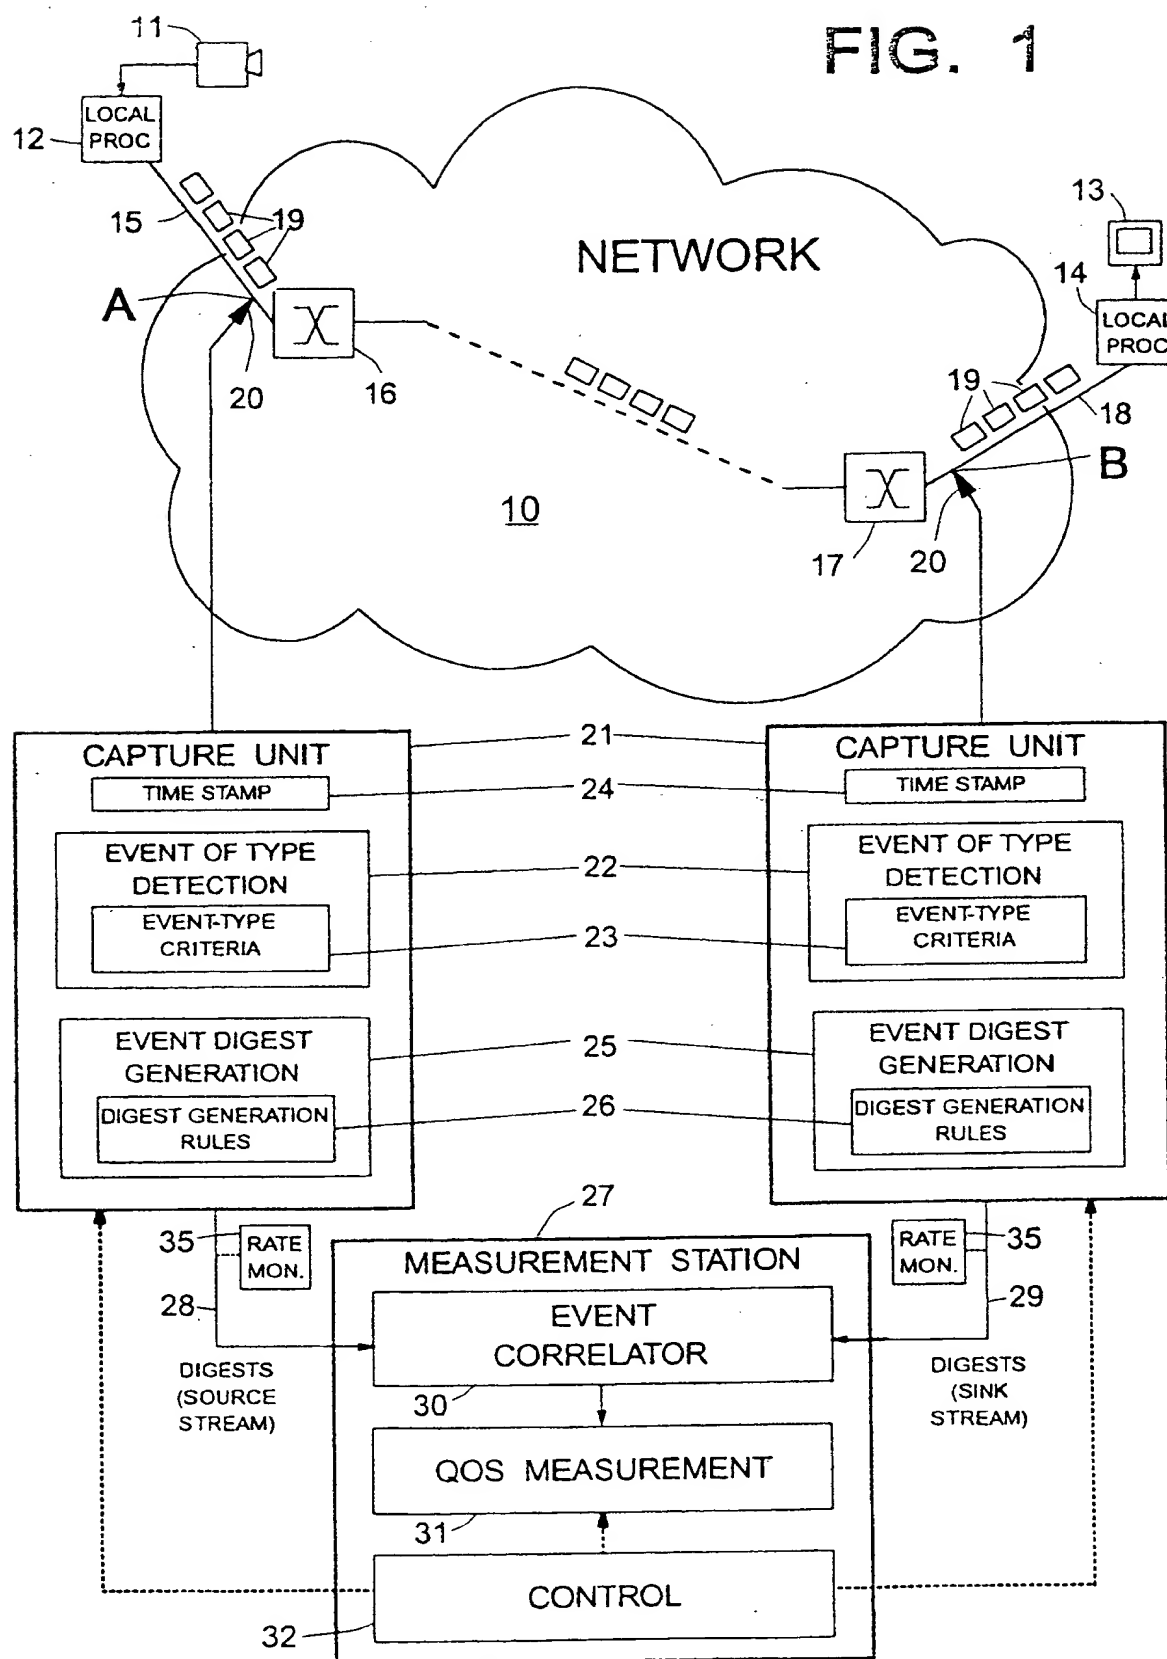 FIG. 1
11
LOCAL
PROC
12
15
19
NETWORK
13
14
LOCAL
PROC
A
20
16
19
18
B
10
17
20
CAPTURE UNIT
21
CAPTURE UNIT
TIME STAMP
24
TIME STAMP
EVENT OF TYPE
DETECTION
22
EVENT OF TYPE
DETECTION
EVENT-TYPE
CRITERIA
23
EVENT-TYPE
CRITERIA
EVENT DIGEST
GENERATION
25
EVENT DIGEST
GENERATION
DIGEST GENERATION
RULES
26
DIGEST GENERATION
RULES
27
35
RATE
MON.
MEASUREMENT STATION
RATE
MON.
35
28
29
EVENT
CORRELATOR
DIGESTS
(SOURCE
STREAM)
DIGESTS
(SINK
STREAM)
30
QOS MEASUREMENT
31
CONTROL
32